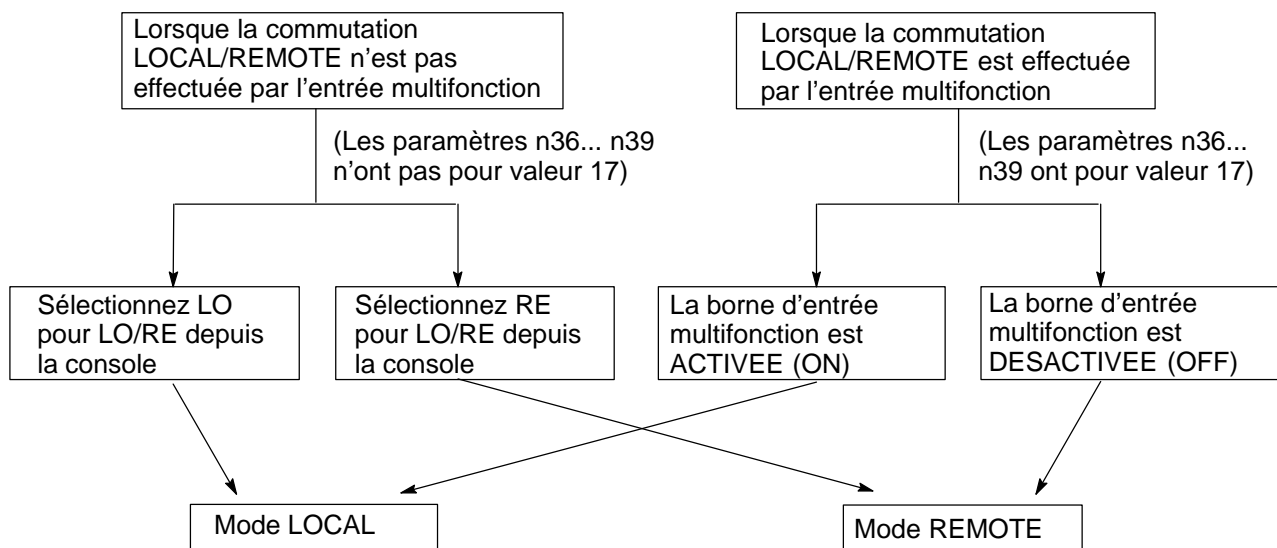 Lorsque la commutation
LOCAL/REMOTE n'est pas
effectuée par l'entrée multifonction
Lorsque la commutation
LOCAL/REMOTE est effectuée
par l'entrée multifonction
(Les paramètres n36... n39
n'ont pas pour valeur 17)
(Les paramètres n36...
n39 ont pour valeur 17)
Sélectionnez LO
pour LO/RE depuis
la console
Sélectionnez RE
pour LO/RE depuis
la console
La borne d'entrée
multifonction est
ACTIVEE (ON)
La borne d'entrée
multifonction est
DESACTIVEE (OFF)
Mode LOCAL
Mode REMOTE